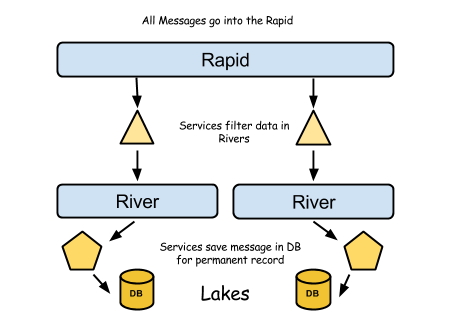 All Messages go into the Rapid
Rapid
Services filter data in
Rivers
River
River
Services save message in DB
for permanent record
DB
Lakes
DB